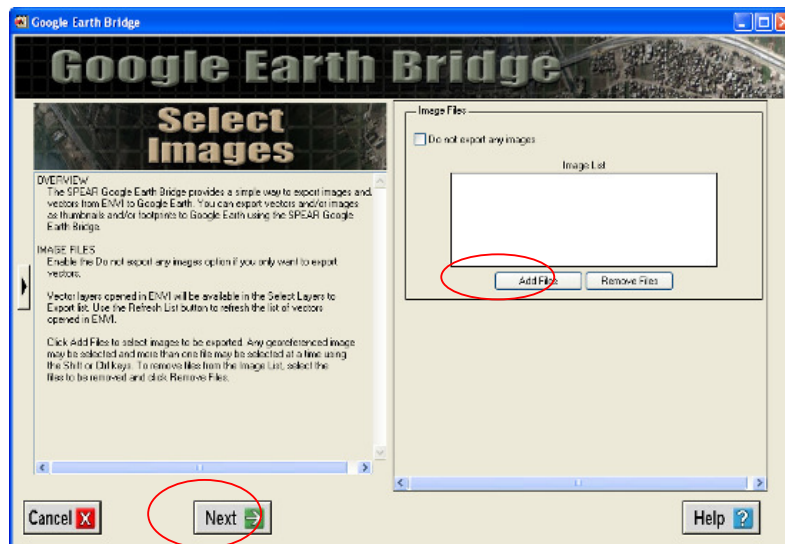 Google Earth Bridge
Google Earth Bridge
Select
Images
OVERVIEW
The SPEAR Google Earth Bridge provides a simple way to export images and
vectors from ENVI to Google Earth. You can export vectors and/or images
as thumbnails and/or footprints to Google Earth using the SPEAR Google
Earth Bridge.
IMAGE FILES
Enable the Do not export any images option if you only want to export
vectors.
Vector layers opened in ENVI will be available in the Select Layers to
Export list. Use the Refresh List button to refresh the list of vectors
opened in ENVI.
Click Add Files to select images to be exported. Any georeferenced image
may be selected and more than one file may be selected at a time using
the Shift or Ctrl keys. To remove files from the Image List, select the
files to be removed and click Remove Files.
Image Files
Do not export any images
Image List
Add Files
Remove Files
Cancel X
Next
Help ?